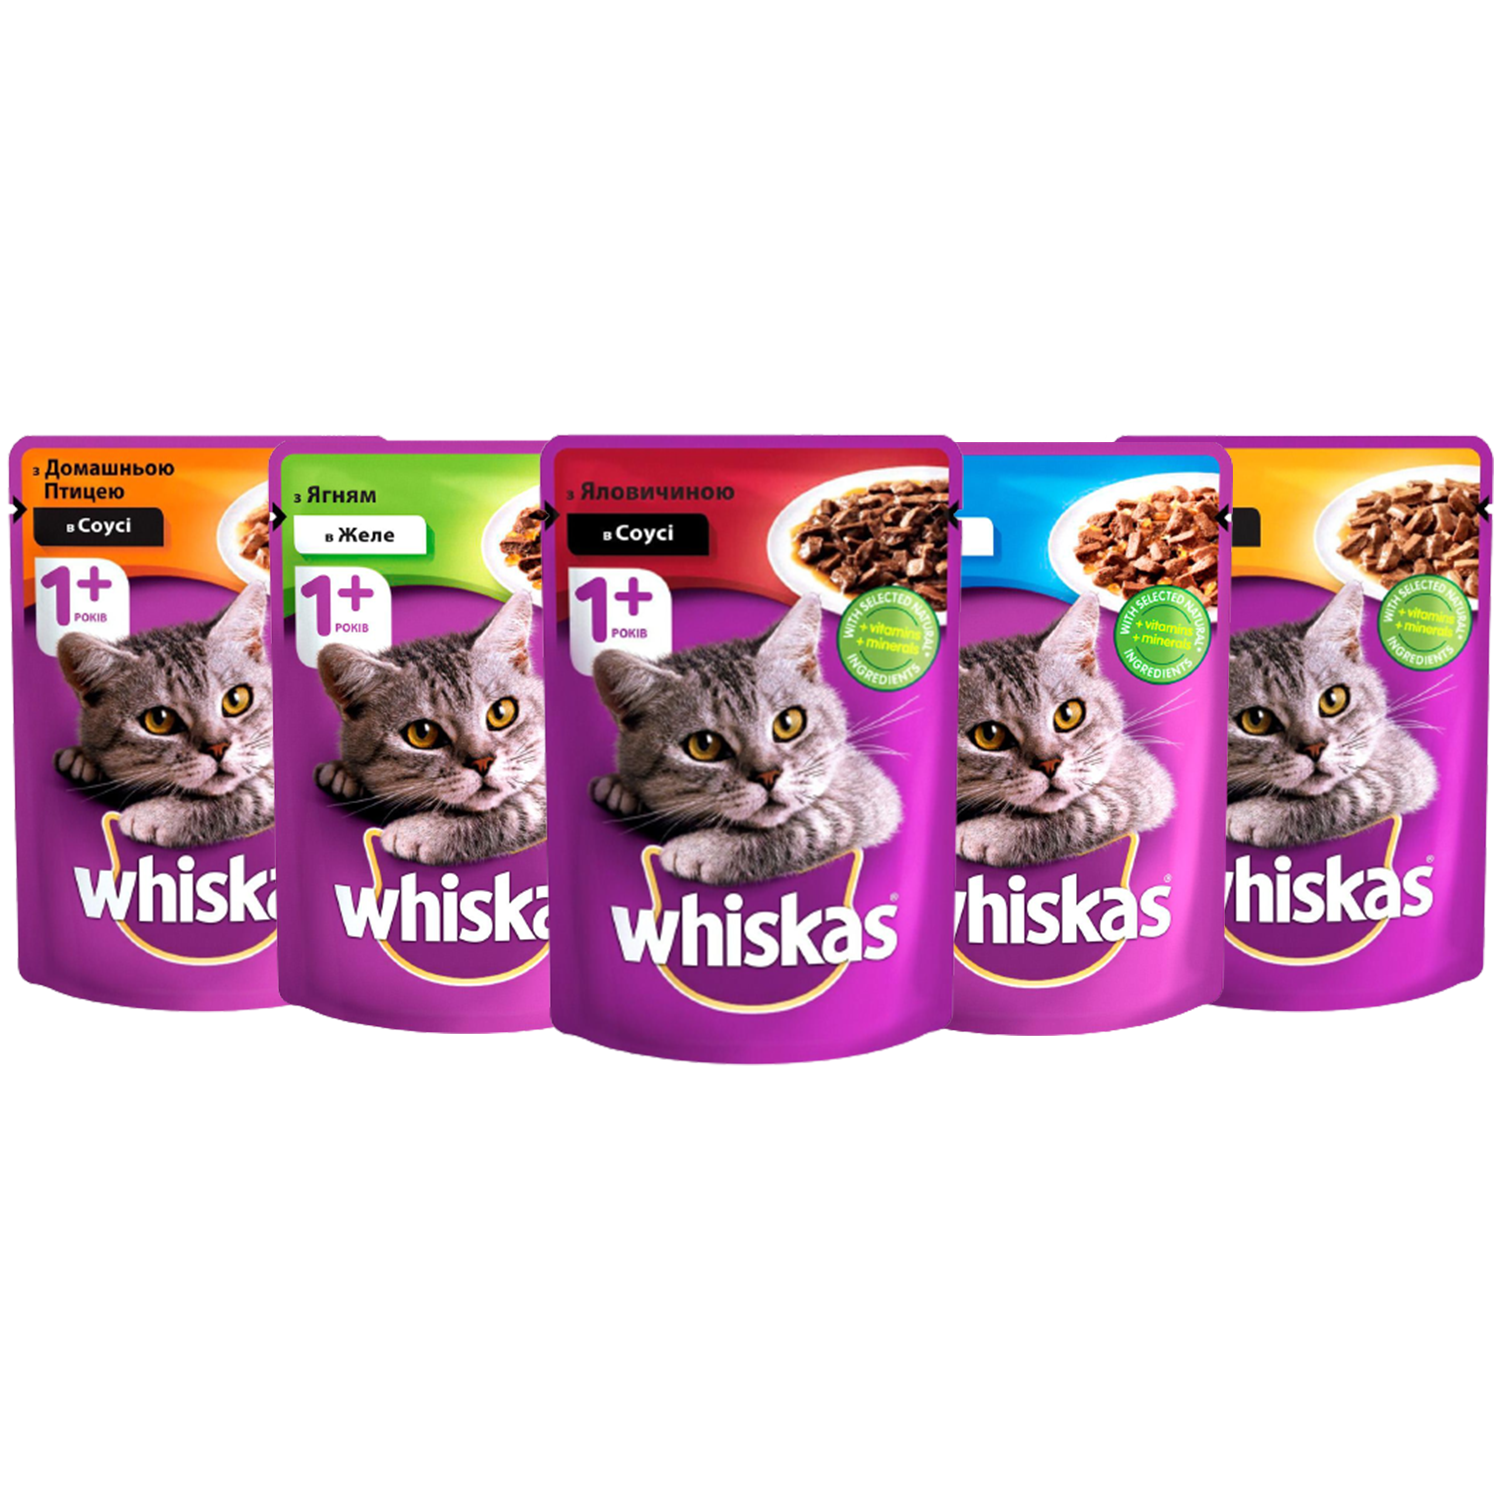 з Домашньою
Птицею
в Соусі
1+
РОКІВ
whiska
з Ягням
в Желе
1+
РОКІВ
whiska
з Яловичиною
в Соусі
1+
РОКІВ
WITH SELECTED NATURAL*
+ vitamins
+ minerals
INGREDIENTS
whiskas®
WITH SELECTED NATURAL*
+ vitamins
+ minerals
INGREDIENTS
hiskas®
WITH SELECTED NATURAL*
+ vitamins
+ minerals
INGREDIENTS
hiskas®